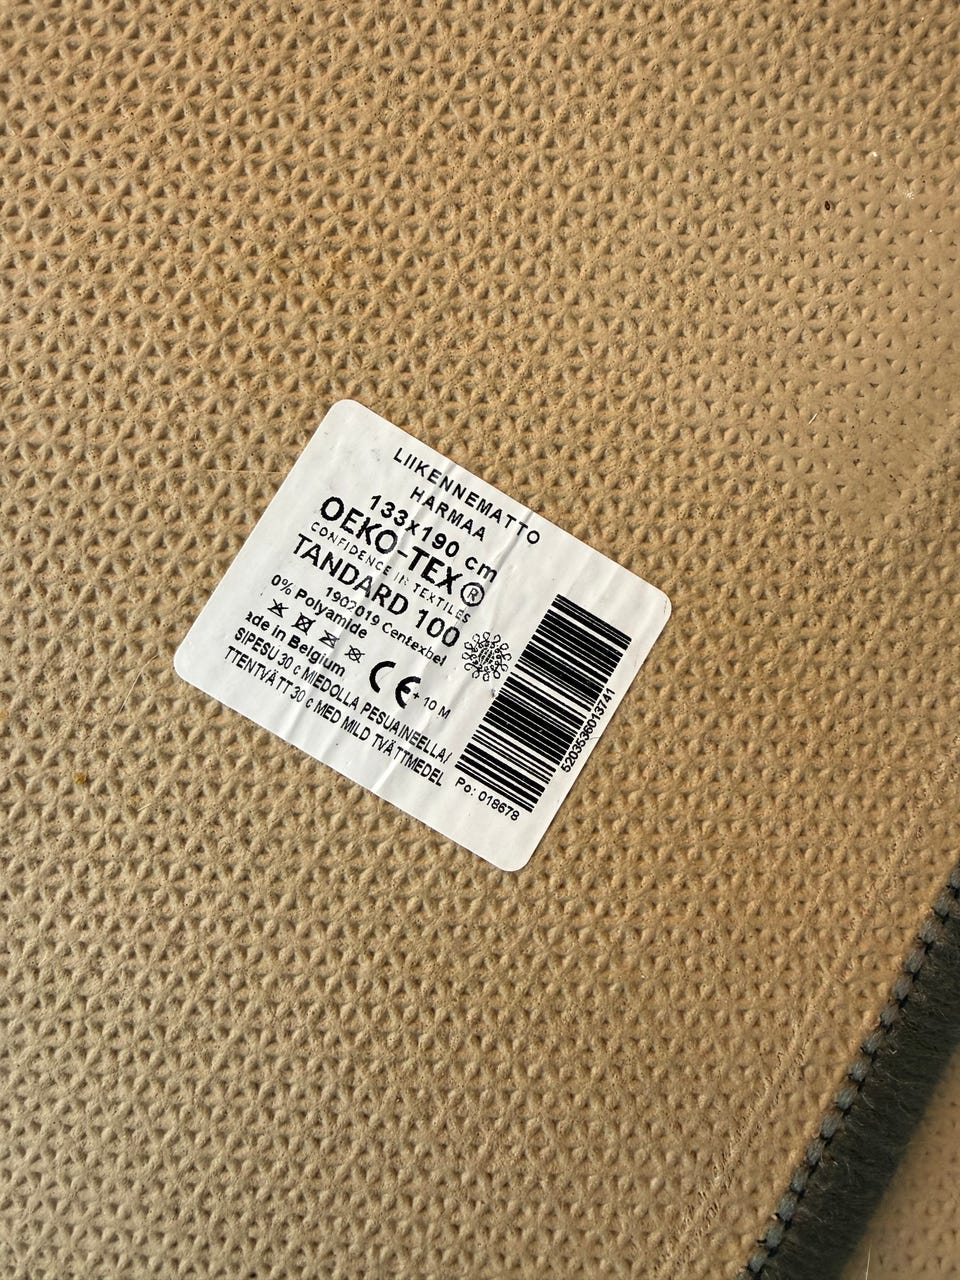 LIIKENNEMATTO
HARMAA
133x190 cm
OEKO-TEX®
CONFIDENCE IN TEXTILES
TANDARD 100
1902019 Centexbel
0% Polyamide
ade in Belgium
CE + 10 M
SIPESU 30 c MIEDOLLA PESUAINEELLA/
TTENTVÄTT 30 c MED MILD TVÄTTMEDEL
5203636013741
Po: 018678